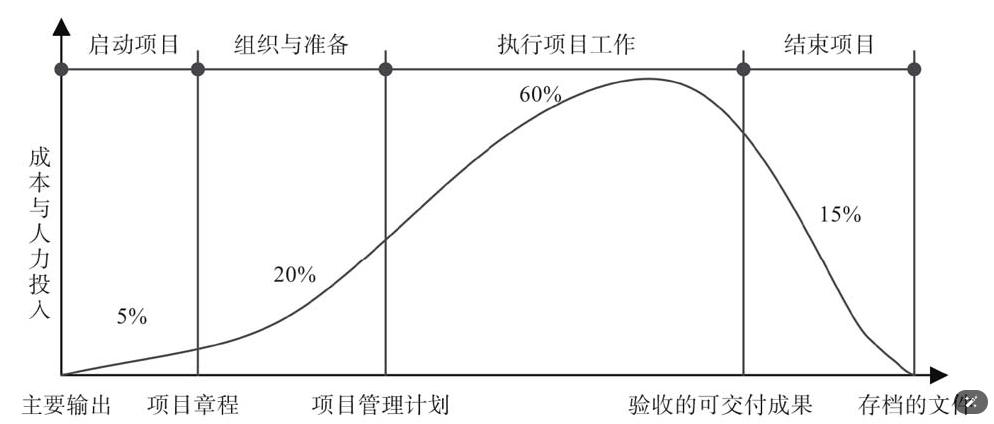 启动项目
组织与准备
执行项目工作
结束项目
成本与人力投入
5%
20%
60%
15%
主要输出
项目章程
项目管理计划
验收的可交付成果
存档的文件